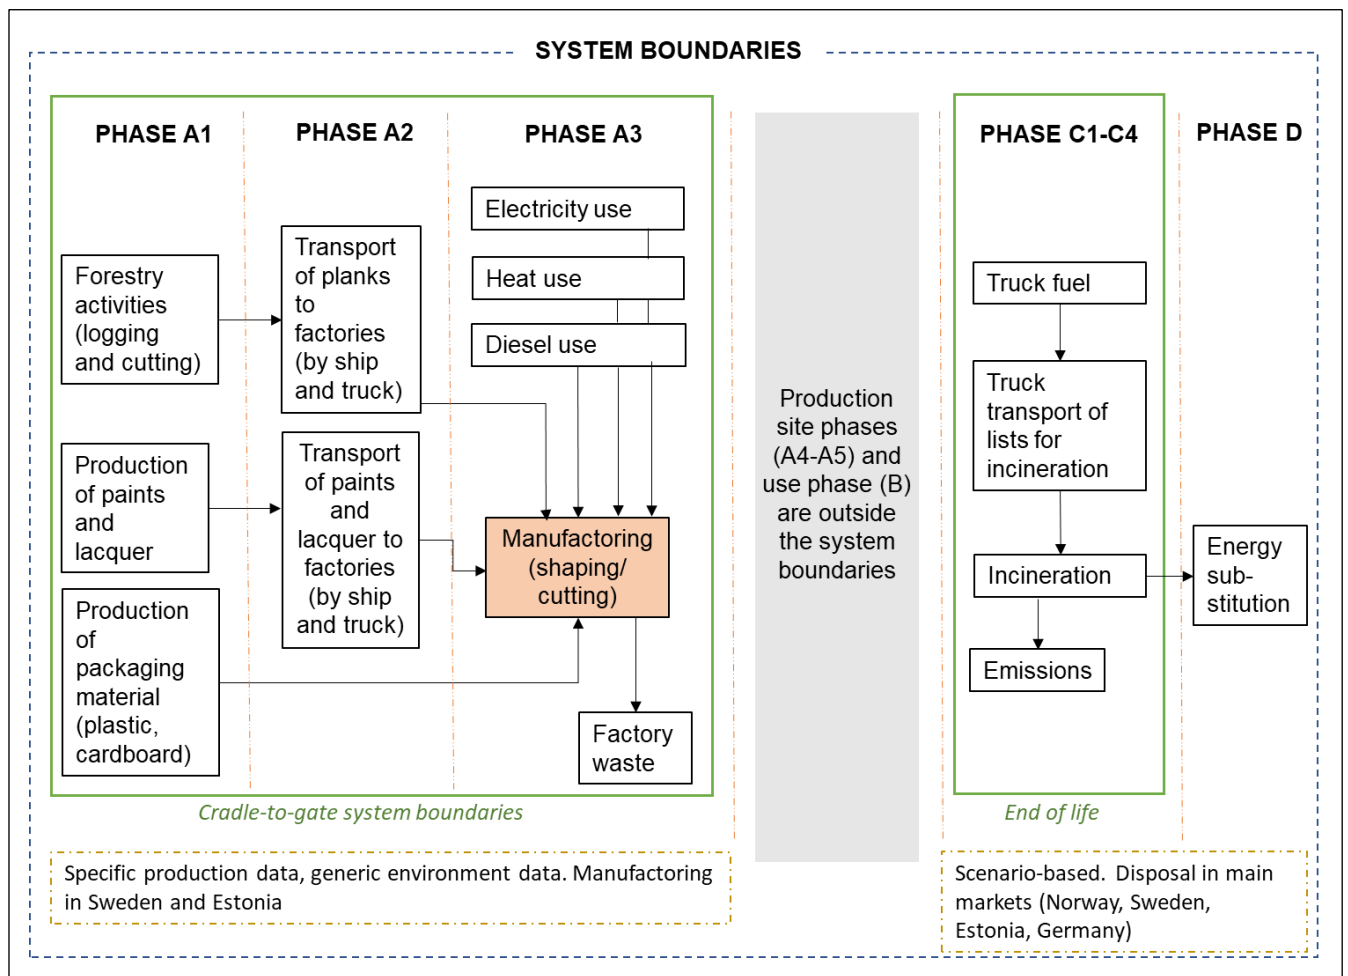 SYSTEM BOUNDARIES
PHASE A1
PHASE A2
PHASE A3
PHASE C1-C4
PHASE D
Forestry
activities
(logging
and cutting)
Production
of paints
and
lacquer
Production
of
packaging
material
(plastic,
cardboard)
Transport
of planks
to
factories
(by ship
and truck)
Transport
of paints
and
lacquer to
factories
(by ship
and truck)
Electricity use
Heat use
Diesel use
Manufactoring
(shaping/
cutting)
Factory
waste
Production
site phases
(A4-A5) and
use phase (B)
are outside
the system
boundaries
Truck fuel
Truck
transport of
lists for
incineration
Incineration
Emissions
Energy
sub-
stitution
Cradle-to-gate system boundaries
End of life
Specific production data, generic environment data. Manufactoring
in Sweden and Estonia
Scenario-based. Disposal in main
markets (Norway, Sweden,
Estonia, Germany)